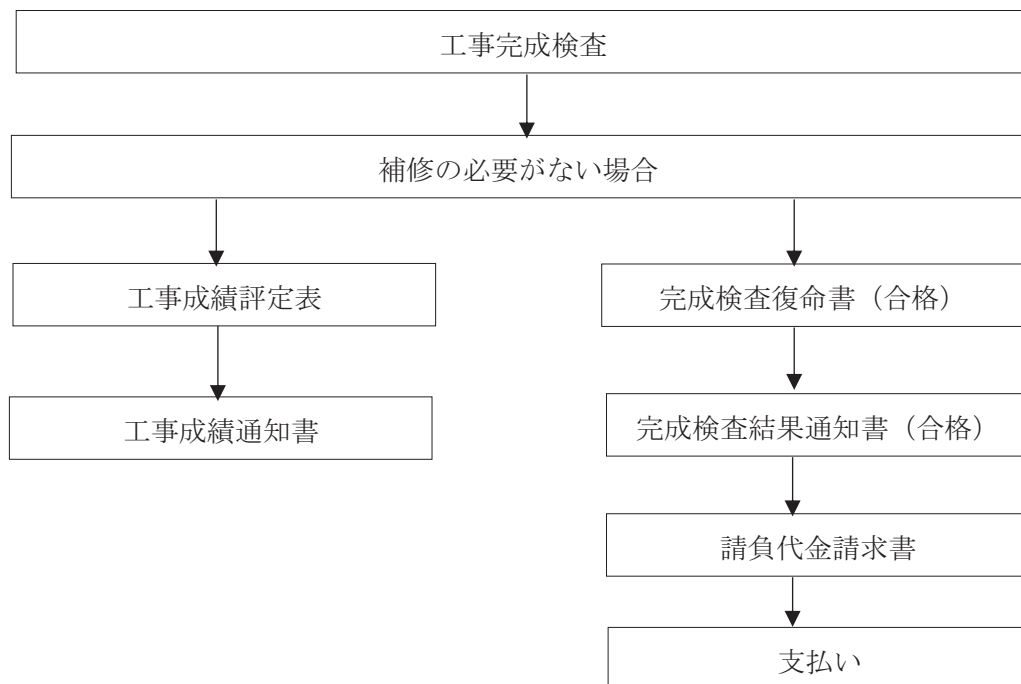 工事完成検査
補修の必要がない場合
工事成績評定表
完成検査復命書（合格）
工事成績通知書
完成検査結果通知書（合格）
請負代金請求書
支払い